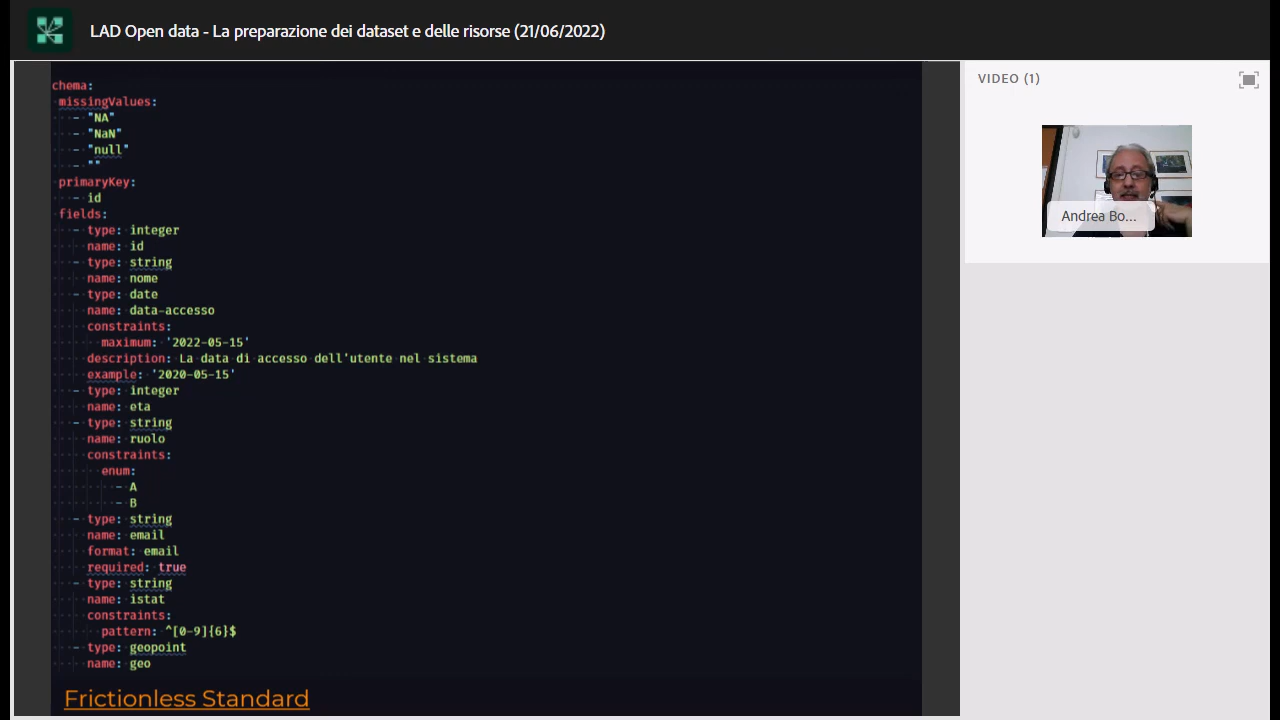 LAD Open data - La preparazione dei dataset e delle risorse (21/06/2022)
chema:
missingValues:
- "NA"
- "NaN"
- "null"
- ""
primaryKey:
- id
fields:
- type: integer
name: id
- type: string
name: nome
- type: date
name: data-accesso
constraints:
maximum: '2022-05-15'
description: La data di accesso dell'utente nel sistema
example: '2020-05-15'
- type: integer
name: eta
- type: string
name: ruolo
constraints:
enum:
- A
- B
- type: string
name: email
format: email
required: true
- type: string
name: istat
constraints:
pattern: ^[0-9]{6}$
- type: geopoint
name: geo
Frictionless Standard
VIDEO (1)
Andrea Bo...